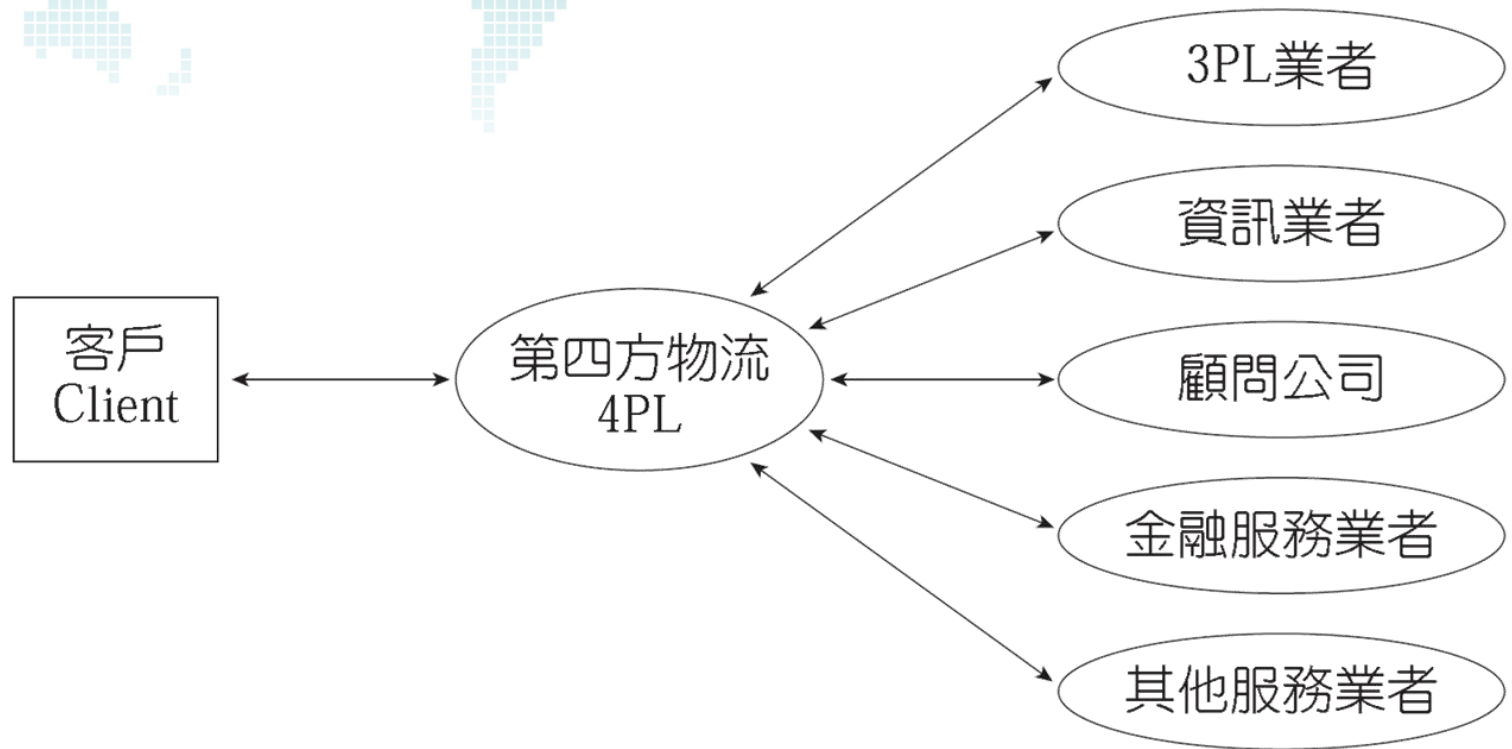 3PL業者
資訊業者
客戶
Client
第四方物流
4PL
顧問公司
金融服務業者
其他服務業者